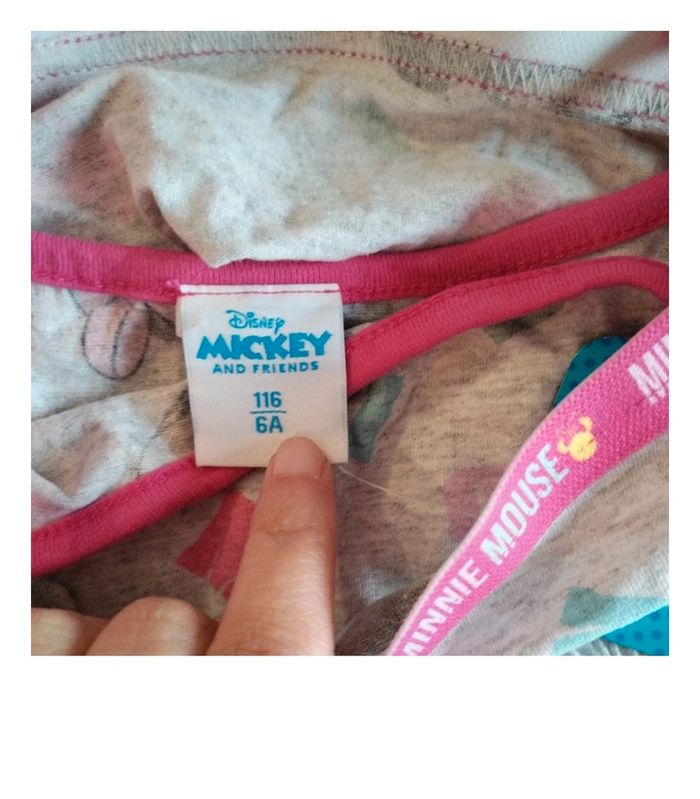 Disney
MICKEY
AND FRIENDS
116
6A
MINNIE MOUSE